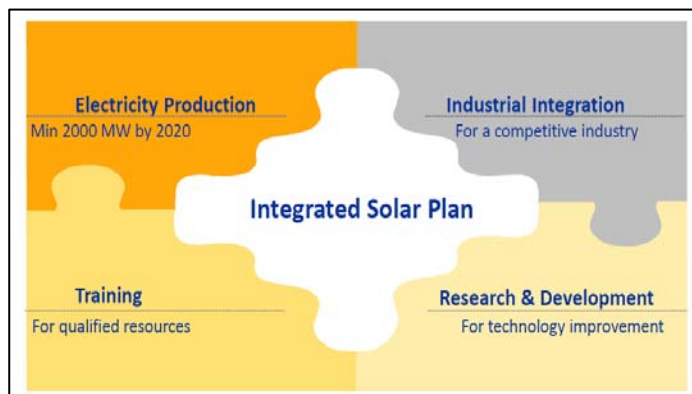 Electricity Production
Min 2000 MW by 2020
Industrial Integration
For a competitive industry
Integrated Solar Plan
Training
For qualified resources
Research & Development
For technology improvement